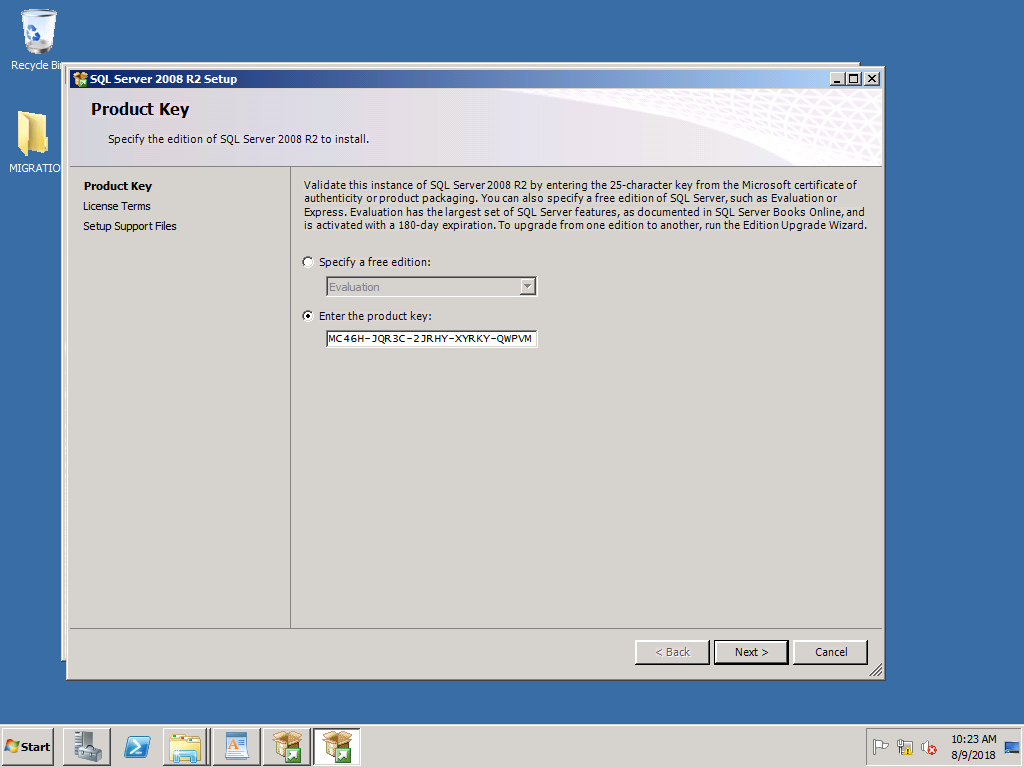 Recycle Bin
SQL Server 2008 R2 Setup
Product Key
Specify the edition of SQL Server 2008 R2 to install.
MIGRATIO
Product Key
License Terms
Setup Support Files
Validate this instance of SQL Server 2008 R2 by entering the 25-character key from the Microsoft certificate of
authenticity or product packaging. You can also specify a free edition of SQL Server, such as Evaluation or
Express. Evaluation has the largest set of SQL Server features, as documented in SQL Server Books Online, and
is activated with a 180-day expiration. To upgrade from one edition to another, run the Edition Upgrade Wizard.
Specify a free edition:
Evaluation
Enter the product key:
MC46H-JQR3C-2JRHY-XYRKY-QWPVM
< Back
Next >
Cancel
Start
10:23 AM
8/9/2018